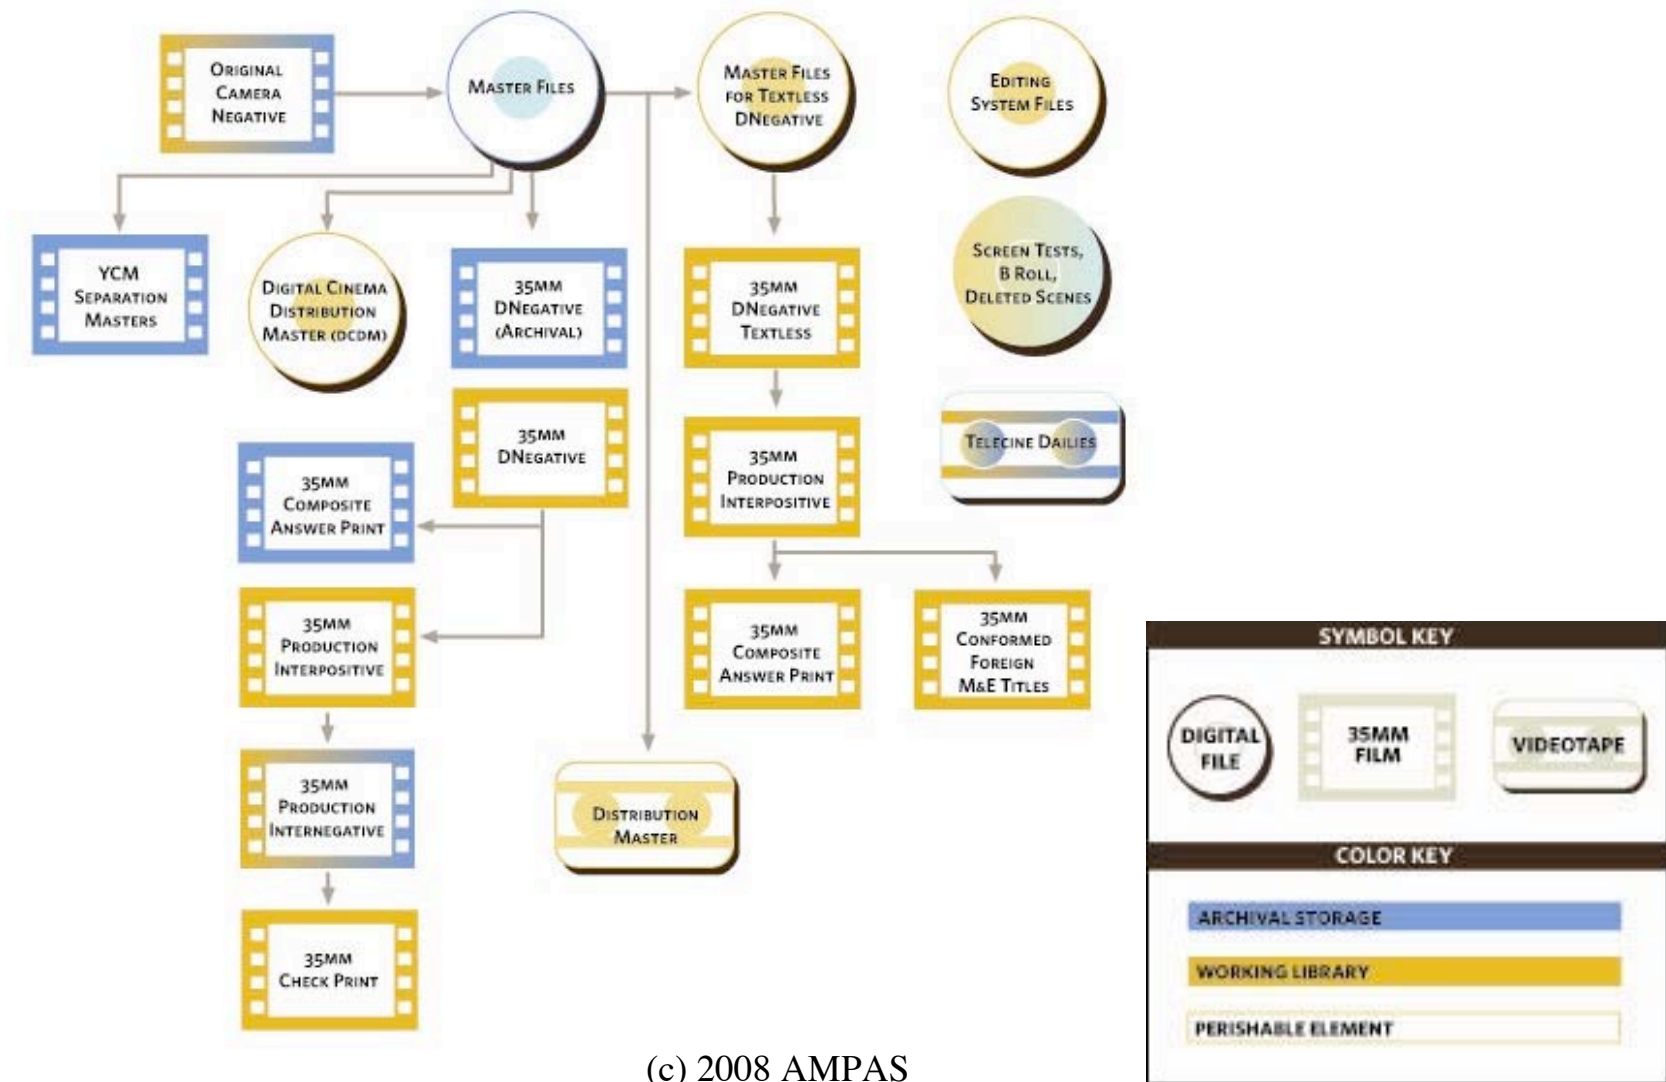 ORIGINAL
CAMERA
NEGATIVE
MASTER FILES
MASTER FILES
FOR TEXTLESS
DNEGATIVE
EDITING
SYSTEM FILES
YCM
SEPARATION
MASTERS
DIGITAL CINEMA
DISTRIBUTION
MASTER (DCDM)
35MM
DNEGATIVE
(ARCHIVAL)
35MM
DNEGATIVE
TEXTLESS
SCREEN TESTS,
B ROLL,
DELETED SCENES
35MM
DNEGATIVE
TELECINE DAILIES
35MM
COMPOSITE
ANSWER PRINT
35MM
PRODUCTION
INTERPOSITIVE
35MM
PRODUCTION
INTERPOSITIVE
35MM
COMPOSITE
ANSWER PRINT
35MM
CONFORMED
FOREIGN
M&E TITLES
35MM
PRODUCTION
INTERNEGATIVE
DISTRIBUTION
MASTER
35MM
CHECK PRINT
SYMBOL KEY
DIGITAL
FILE
35MM
FILM
VIDEOTAPE
COLOR KEY
ARCHIVAL STORAGE
WORKING LIBRARY
PERISHABLE ELEMENT
(c) 2008 AMPAS